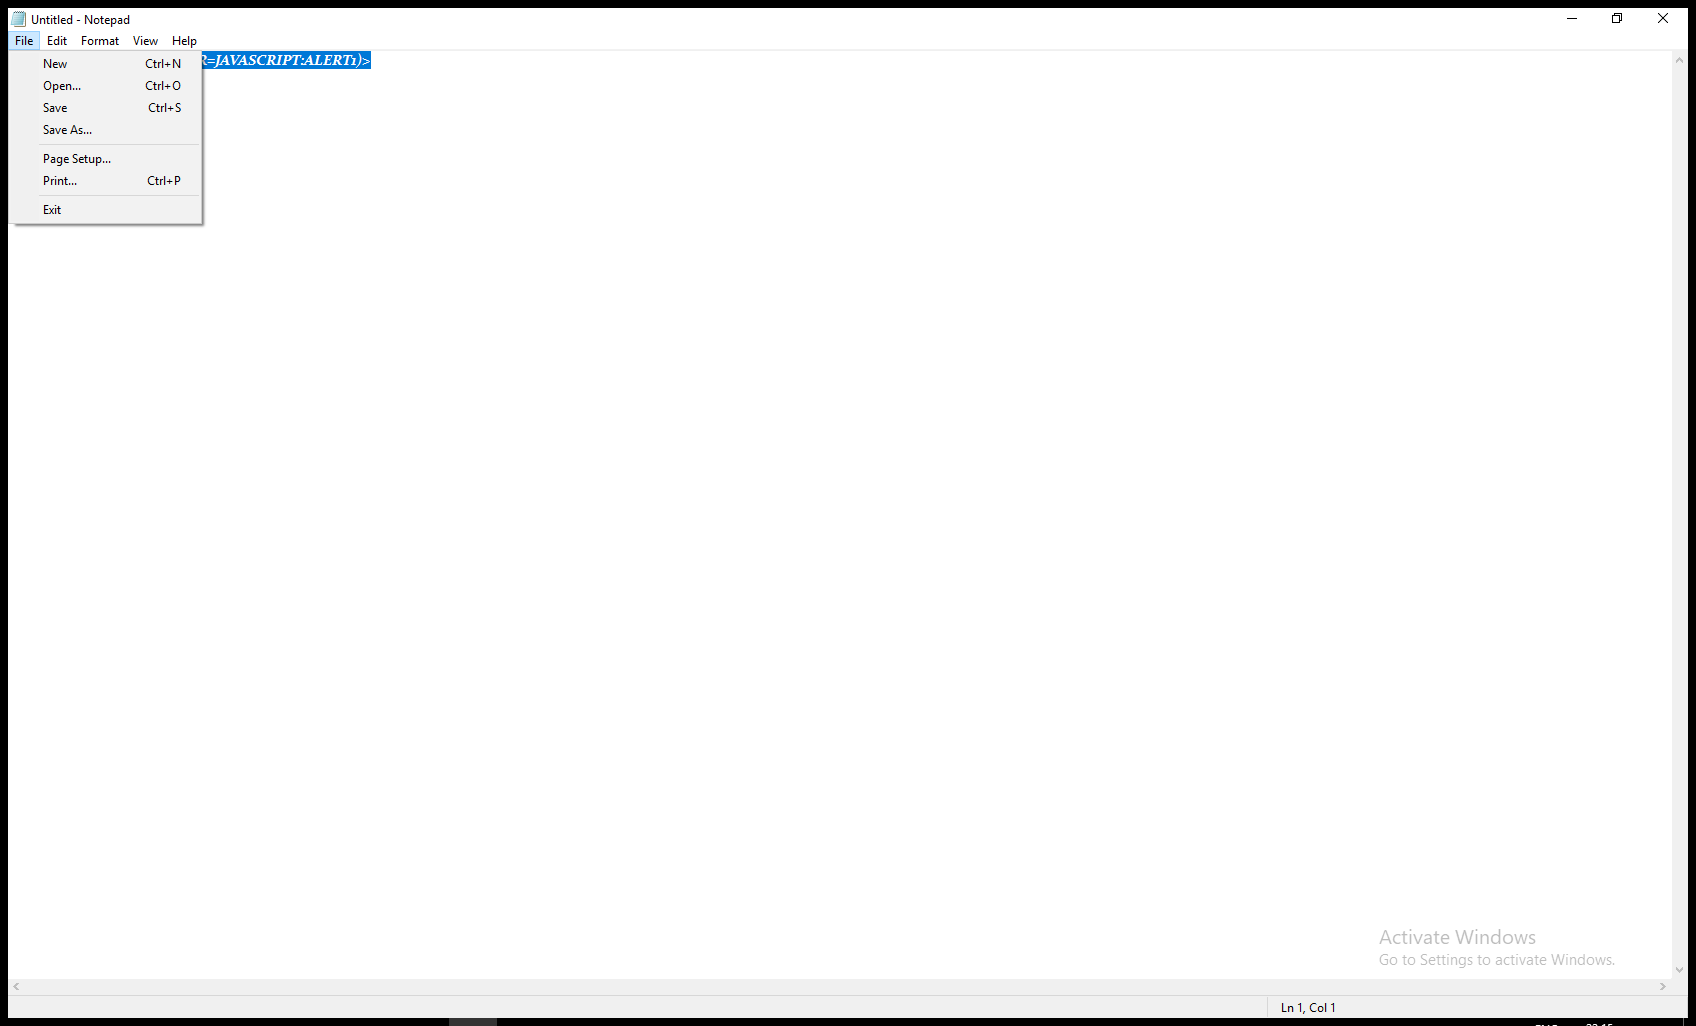 Untitled - Notepad
File Edit Format View Help
=JAVASCRIPT:ALERT1)>
New Ctrl+N
Open... Ctrl+O
Save Ctrl+S
Save As...
Page Setup...
Print... Ctrl+P
Exit
Activate Windows
Go to Settings to activate Windows.
Ln 1, Col 1